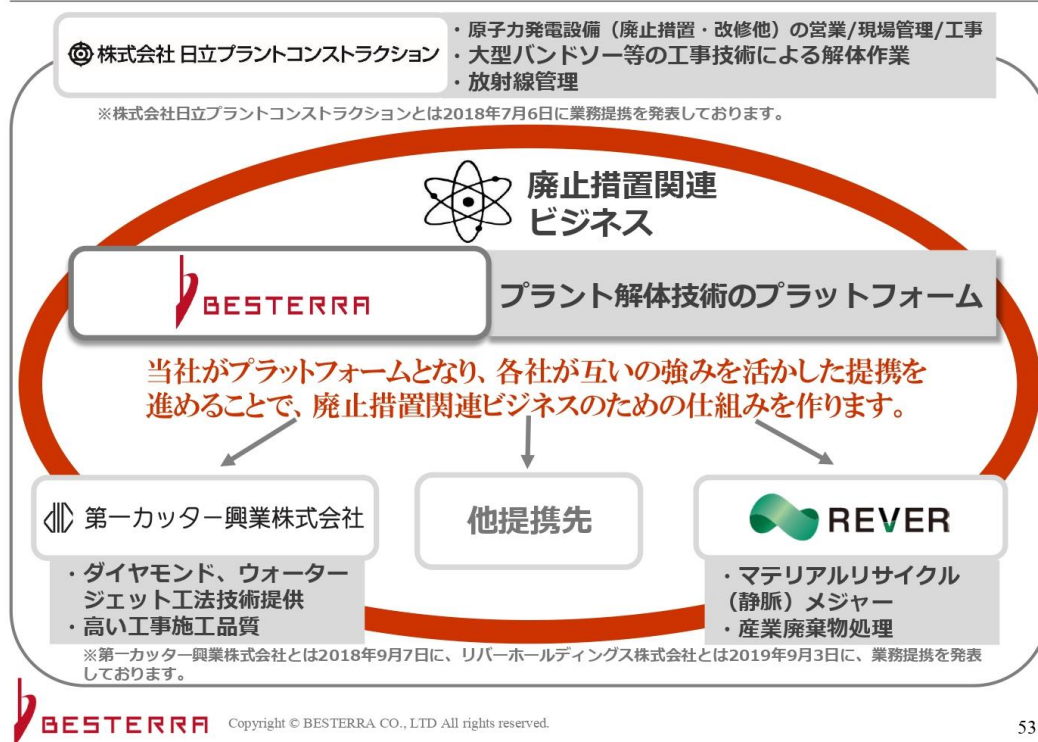 株式会社 日立プラントコンストラクション
・原子力発電設備（廃止措置・改修他）の営業/現場管理/工事
・大型バンドソー等の工事技術による解体作業
・放射線管理
※株式会社日立プラントコンストラクションとは2018年7月6日に業務提携を発表しております。
廃止措置関連
ビジネス
BESTERRA
プラント解体技術のプラットフォーム
当社がプラットフォームとなり、各社が互いの強みを活かした提携を
進めることで、廃止措置関連ビジネスのための仕組みを作ります。
第一カッター興業株式会社
・ダイヤモンド、ウォーター
ジェット工法技術提供
・高い工事施工品質
他提携先
REVER
・マテリアルリサイクル
（静脈）メジャー
・産業廃棄物処理
※第一カッター興業株式会社とは2018年9月7日に、リバーホールディングス株式会社とは2019年9月3日に、業務提携を発表
しております。
BESTERRA
Copyright © BESTERRA CO., LTD All rights reserved.
53